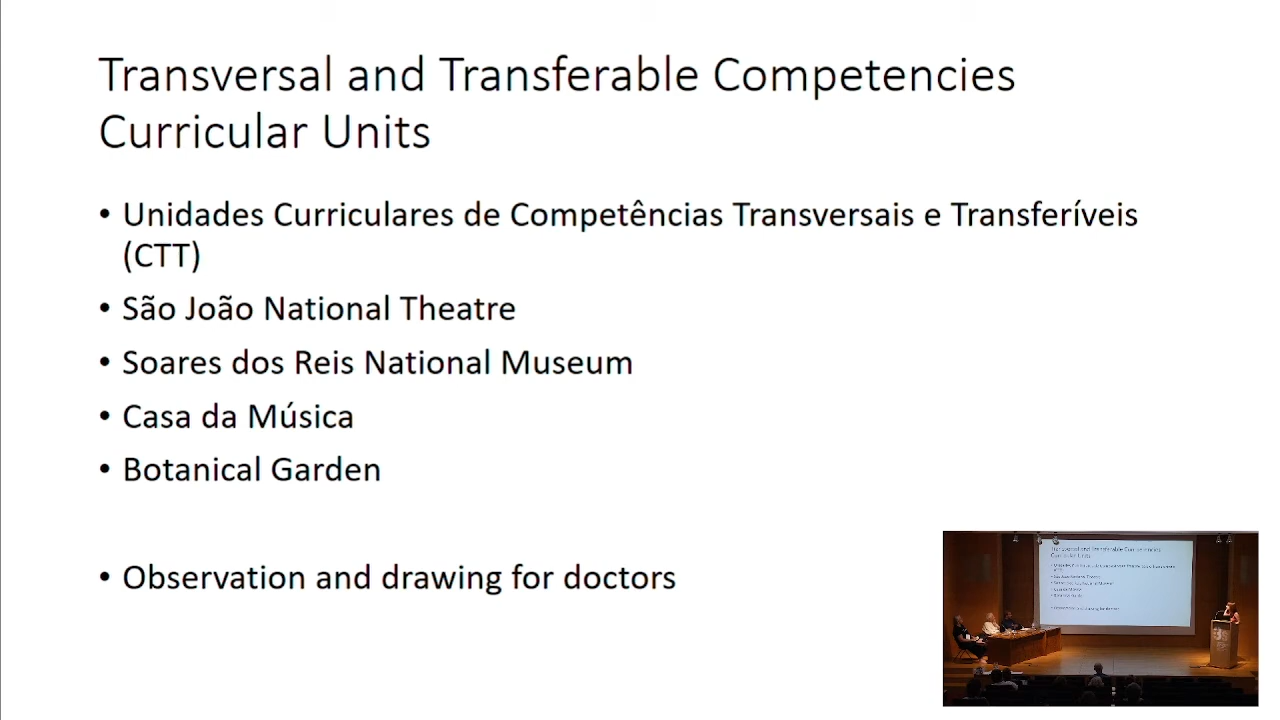 Transversal and Transferable Competencies
Curricular Units
• Unidades Curriculares de Competências Transversais e Transferíveis
(CTT)
• São João National Theatre
• Soares dos Reis National Museum
• Casa da Música
• Botanical Garden
• Observation and drawing for doctors